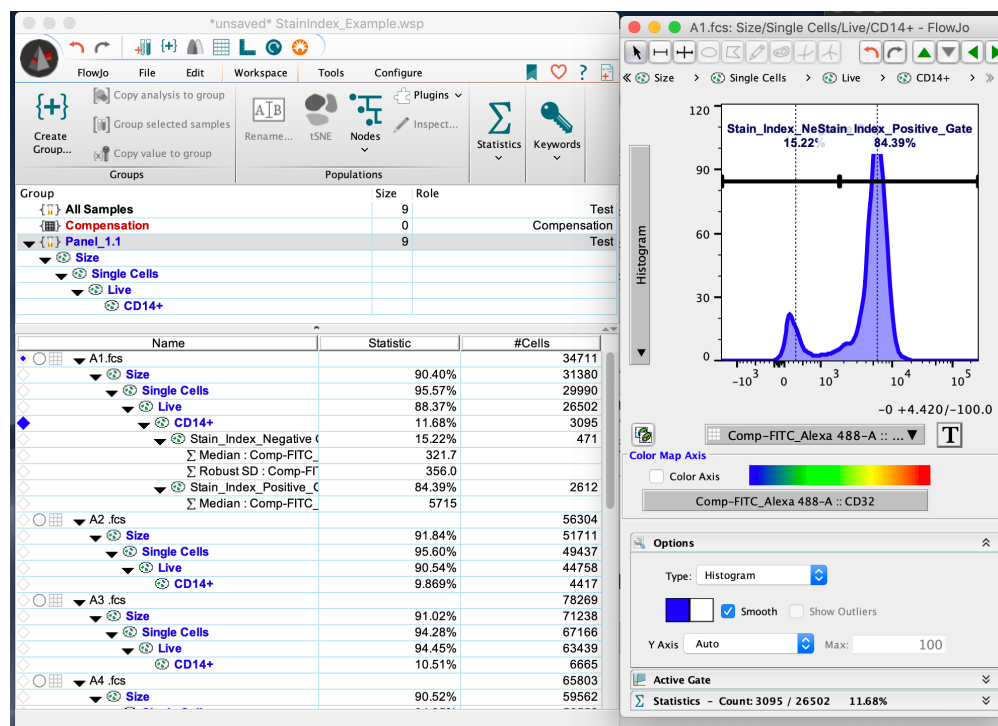 *unsaved* StainIndex_Example.wsp
FlowJo File Edit Workspace Tools Configure
Create Group...
Copy analysis to group
Group selected samples
Copy value to group
Groups
A|B
Rename...
tSNE
Nodes
Plugins
Inspect...
Populations
Statistics
Keywords
Group Size Role
All Samples 9 Test
Compensation 0 Compensation
Panel_1.1 9 Test
Size
Single Cells
Live
CD14+
Name Statistic #Cells
A1.fcs 34711
Size 90.40% 31380
Single Cells 95.57% 29990
Live 88.37% 26502
CD14+ 11.68% 3095
Stain_Index_Negative 15.22% 471
Σ Median : Comp-FITC_ 321.7
Σ Robust SD : Comp-FI 356.0
Stain_Index_Positive_ 84.39% 2612
Σ Median : Comp-FITC_ 5715
A2 .fcs 56304
Size 91.84% 51711
Single Cells 95.60% 49437
Live 90.54% 44758
CD14+ 9.869% 4417
A3 .fcs 78269
Size 91.02% 71238
Single Cells 94.28% 67166
Live 94.45% 63439
CD14+ 10.51% 6665
A4 .fcs 65803
Size 90.52% 59562
A1.fcs: Size/Single Cells/Live/CD14+ - FlowJo
« Size > Single Cells > Live > CD14+ > »
Histogram
120
90
60
30
0
Stain_Index_Ne
Stain_Index_Positive_Gate
15.22%
84.39%
-10³ 0 10³ 10⁴ 10⁵
-0 +4.420/-100.0
Comp-FITC_Alexa 488-A :: ...
T
Color Map Axis
Color Axis
Comp-FITC_Alexa 488-A :: CD32
Options
Type: Histogram
Smooth Show Outliers
Y Axis Auto Max: 100
Active Gate
Σ Statistics - Count: 3095 / 26502 11.68%